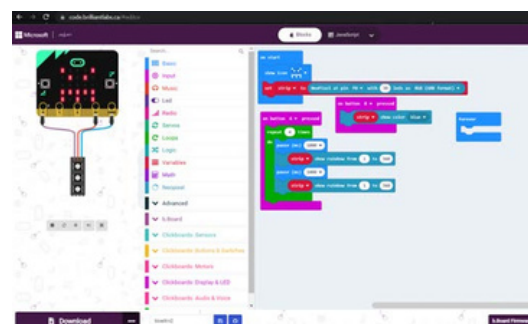 code.brilliantlabs.ca/#editor
Microsoft
Blocks
JavaScript
Search...
Basic
Input
Music
Led
Radio
Servos
Loops
Logic
Variables
Math
Neopixel
Advanced
b.Board
Clickboards: Sensors
Clickboards: Buttons & Switches
Clickboards: Motors
Clickboards: Display & LED
Clickboards: Audio & Voice
on start
show icon
set strip to NeoPixel at pin P0 with leds as RGB (GRB format)
on button A pressed
repeat times
do
pause (ms)
strip show rainbow from 1 to 360
pause (ms)
strip show rainbow from 1 to 360
on button B pressed
strip show color blue
forever
Download
b.Board Firmware